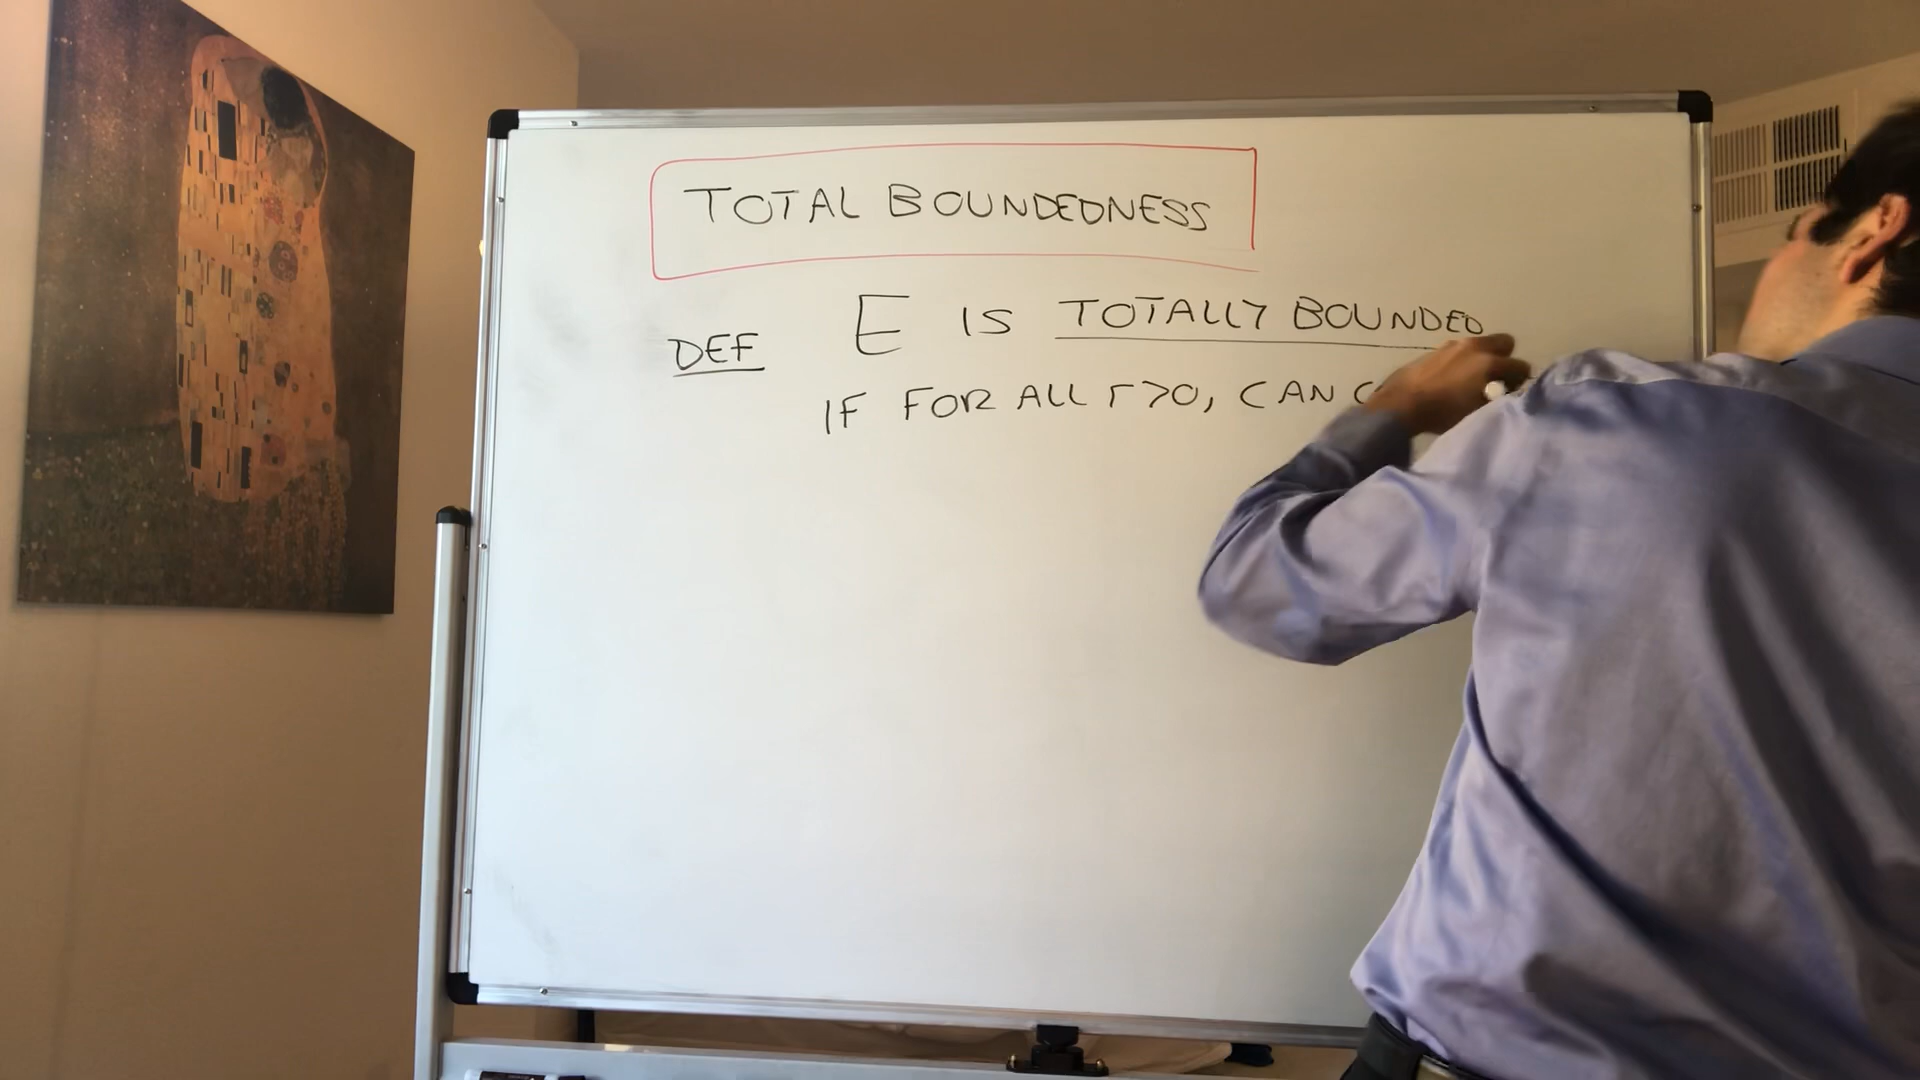 TOTAL BOUNDEDNESS
DEF E IS TOTALLY BOUNDED
IF FOR ALL r>0, CAN